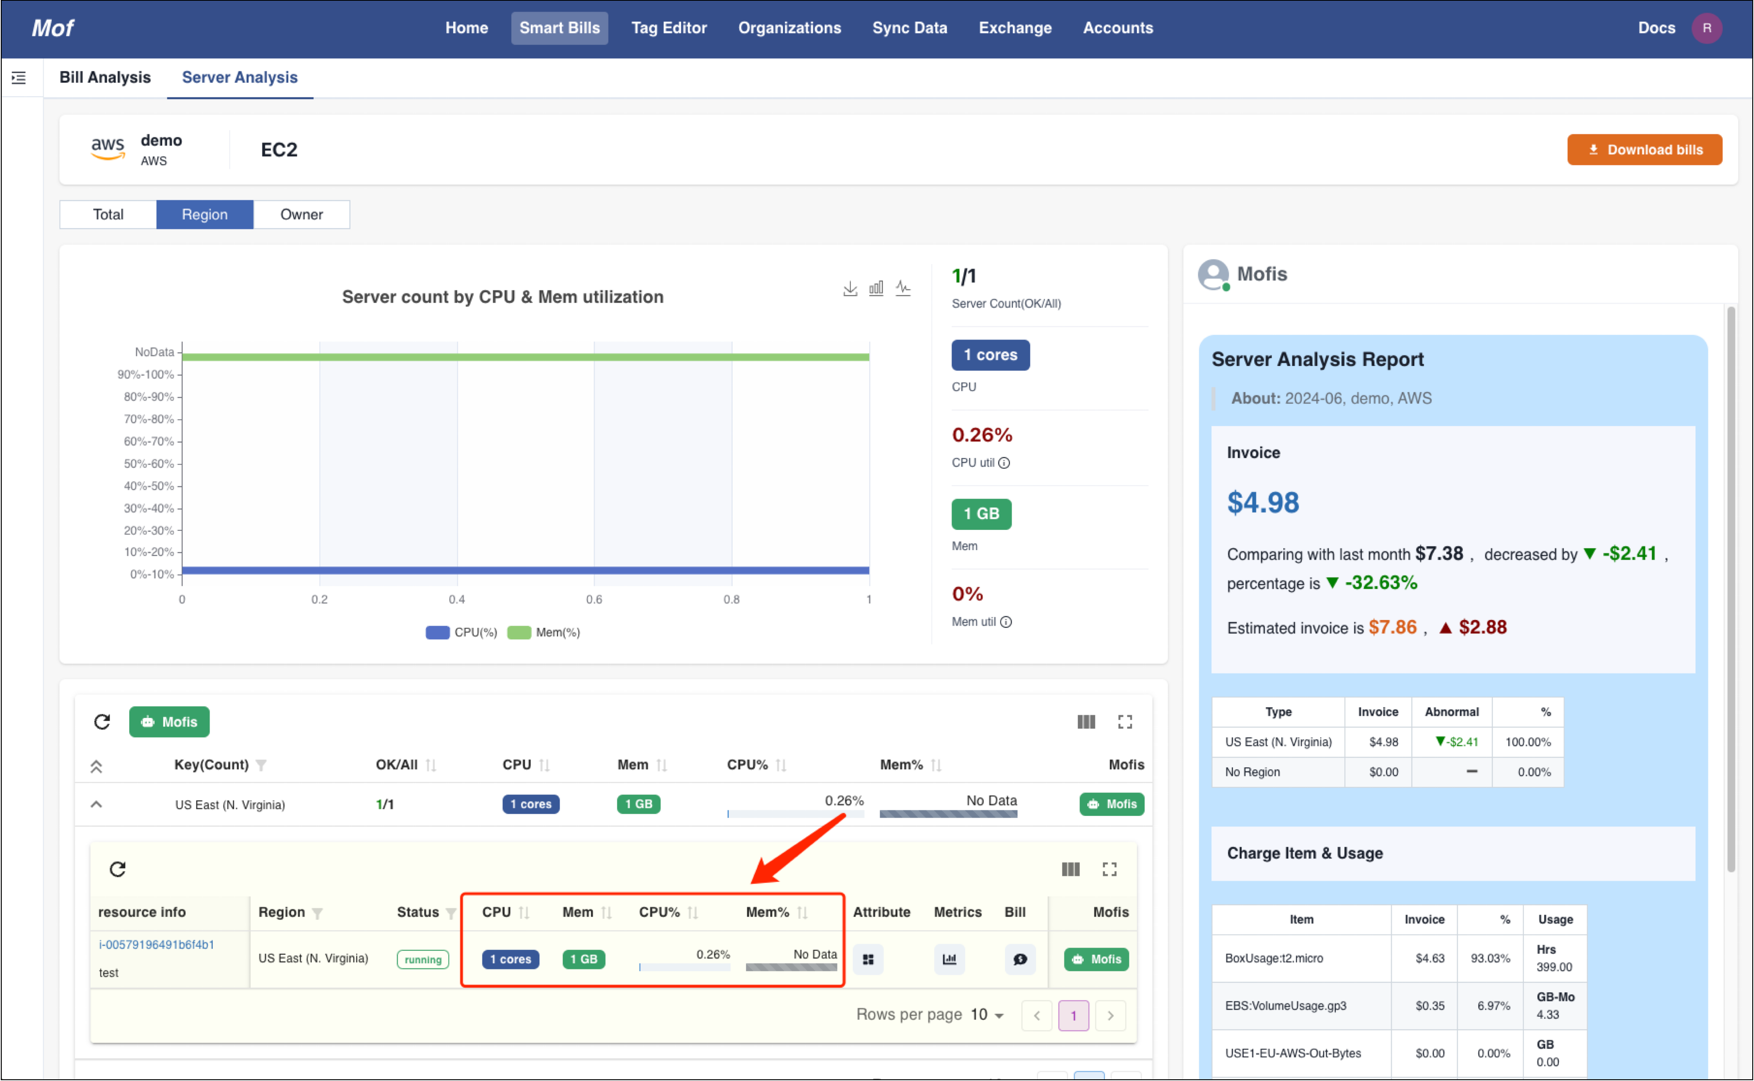 Mof
Home Smart Bills Tag Editor Organizations Sync Data Exchange Accounts Docs R
Bill Analysis Server Analysis
aws demo AWS EC2 Download bills
Total Region Owner
Server count by CPU & Mem utilization
NoData
90%-100%
80%-90%
70%-80%
60%-70%
50%-60%
40%-50%
30%-40%
20%-30%
10%-20%
0%-10%
0 0.2 0.4 0.6 0.8 1
CPU(%) Mem(%)
1/1
Server Count(OK/All)
1 cores
CPU
0.26%
CPU util
1 GB
Mem
0%
Mem util
Mofis
Key(Count) OK/All CPU Mem CPU% Mem% Mofis
US East (N. Virginia) 1/1 1 cores 1 GB 0.26% No Data Mofis
resource info Region Status CPU Mem CPU% Mem% Attribute Metrics Bill Mofis
i-00579196491b6f4b1
test
US East (N. Virginia) running 1 cores 1 GB 0.26% No Data Mofis
Rows per page 10 1
Mofis
Server Analysis Report
About: 2024-06, demo, AWS
Invoice
$4.98
Comparing with last month $7.38 , decreased by ▼ -$2.41 ,
percentage is ▼ -32.63%
Estimated invoice is $7.86 , ▲ $2.88
Type Invoice Abnormal %
US East (N. Virginia) $4.98 ▼-$2.41 100.00%
No Region $0.00 – 0.00%
Charge Item & Usage
Item Invoice % Usage
BoxUsage:t2.micro $4.63 93.03% Hrs 399.00
EBS:VolumeUsage.gp3 $0.35 6.97% GB-Mo 4.33
USE1-EU-AWS-Out-Bytes $0.00 0.00% GB 0.00